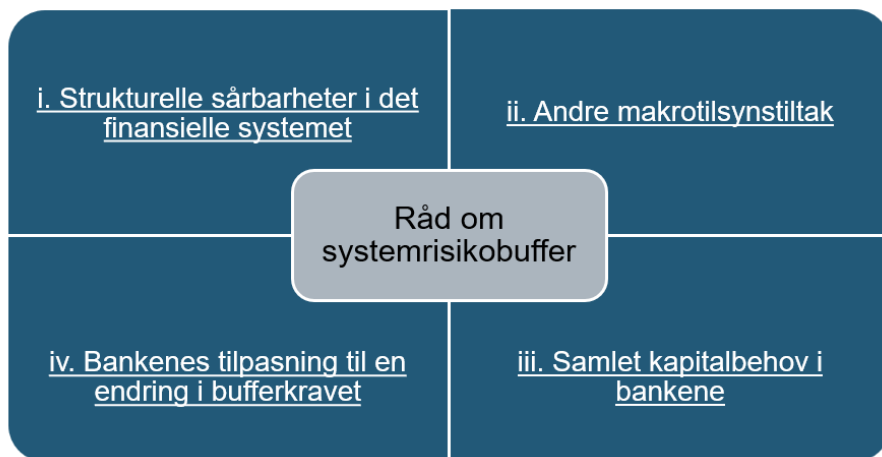 i. Strukturelle sårbarheter i det
finansielle systemet
ii. Andre makrotilsynstiltak
Råd om
systemrisikobuffer
iv. Bankenes tilpasning til en
endring i bufferkravet
iii. Samlet kapitalbehov i
bankene